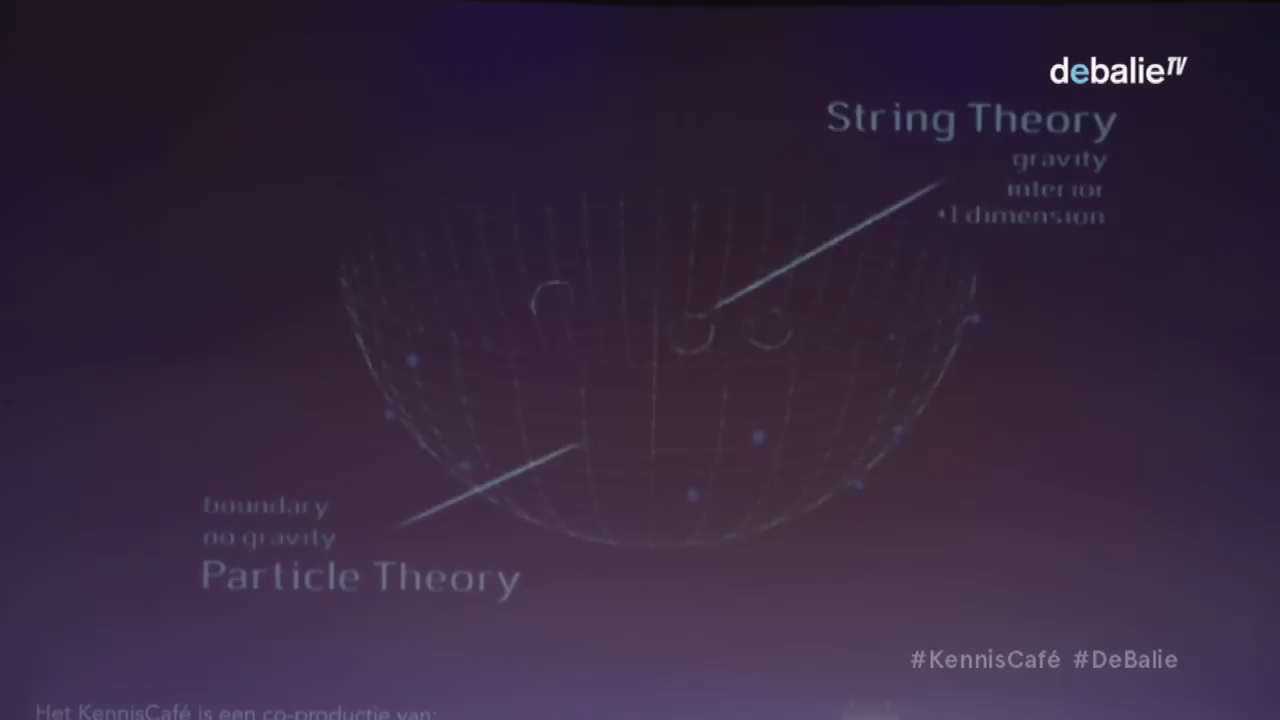 debalieTV
String Theory
gravity
interior
+1 dimension
boundary
no gravity
Particle Theory
#KennisCafé #DeBalie
Het KennisCafé is een co-productie van: